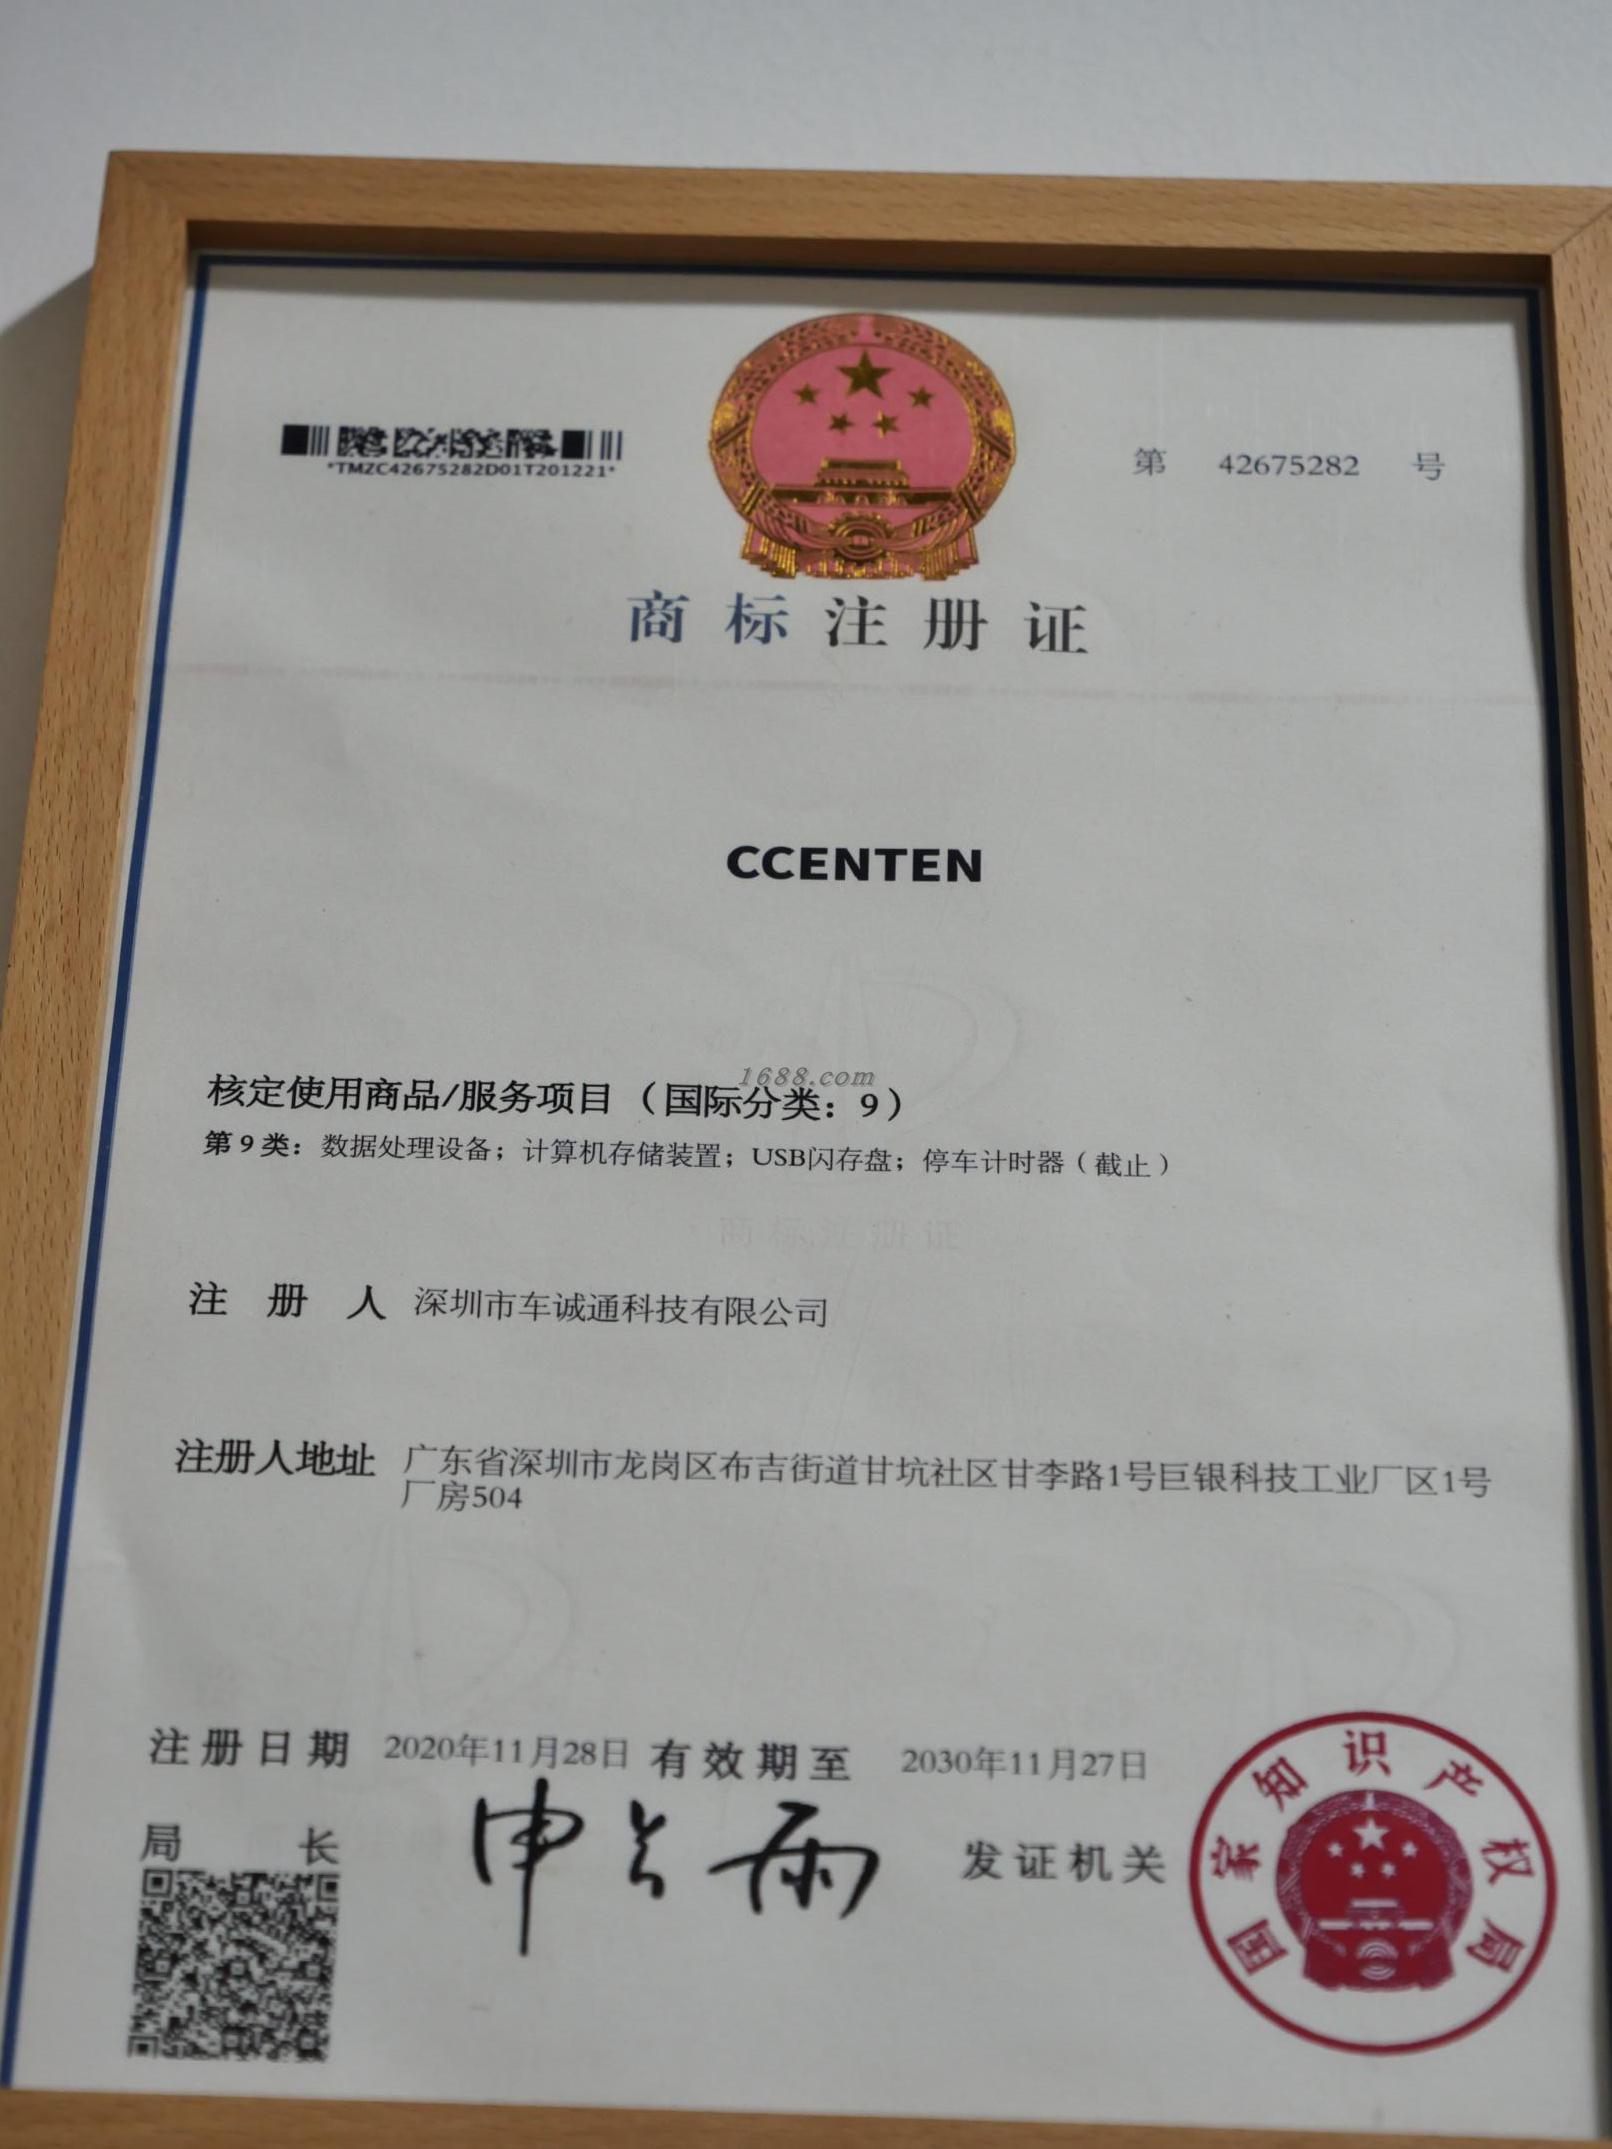 *TMZC42675282D01T201221*
第 42675282 号
商标注册证
CCENTEN
1688.com
核定使用商品/服务项目（国际分类：9）
第9类：数据处理设备；计算机存储装置；USB闪存盘；停车计时器（截止）
商标注册证
注册人 深圳市车诚通科技有限公司
注册人地址 广东省深圳市龙岗区布吉街道甘坑社区甘李路1号巨银科技工业厂区1号
厂房504
注册日期 2020年11月28日 有效期至 2030年11月27日
局长 申长雨 发证机关
国家知识产权局